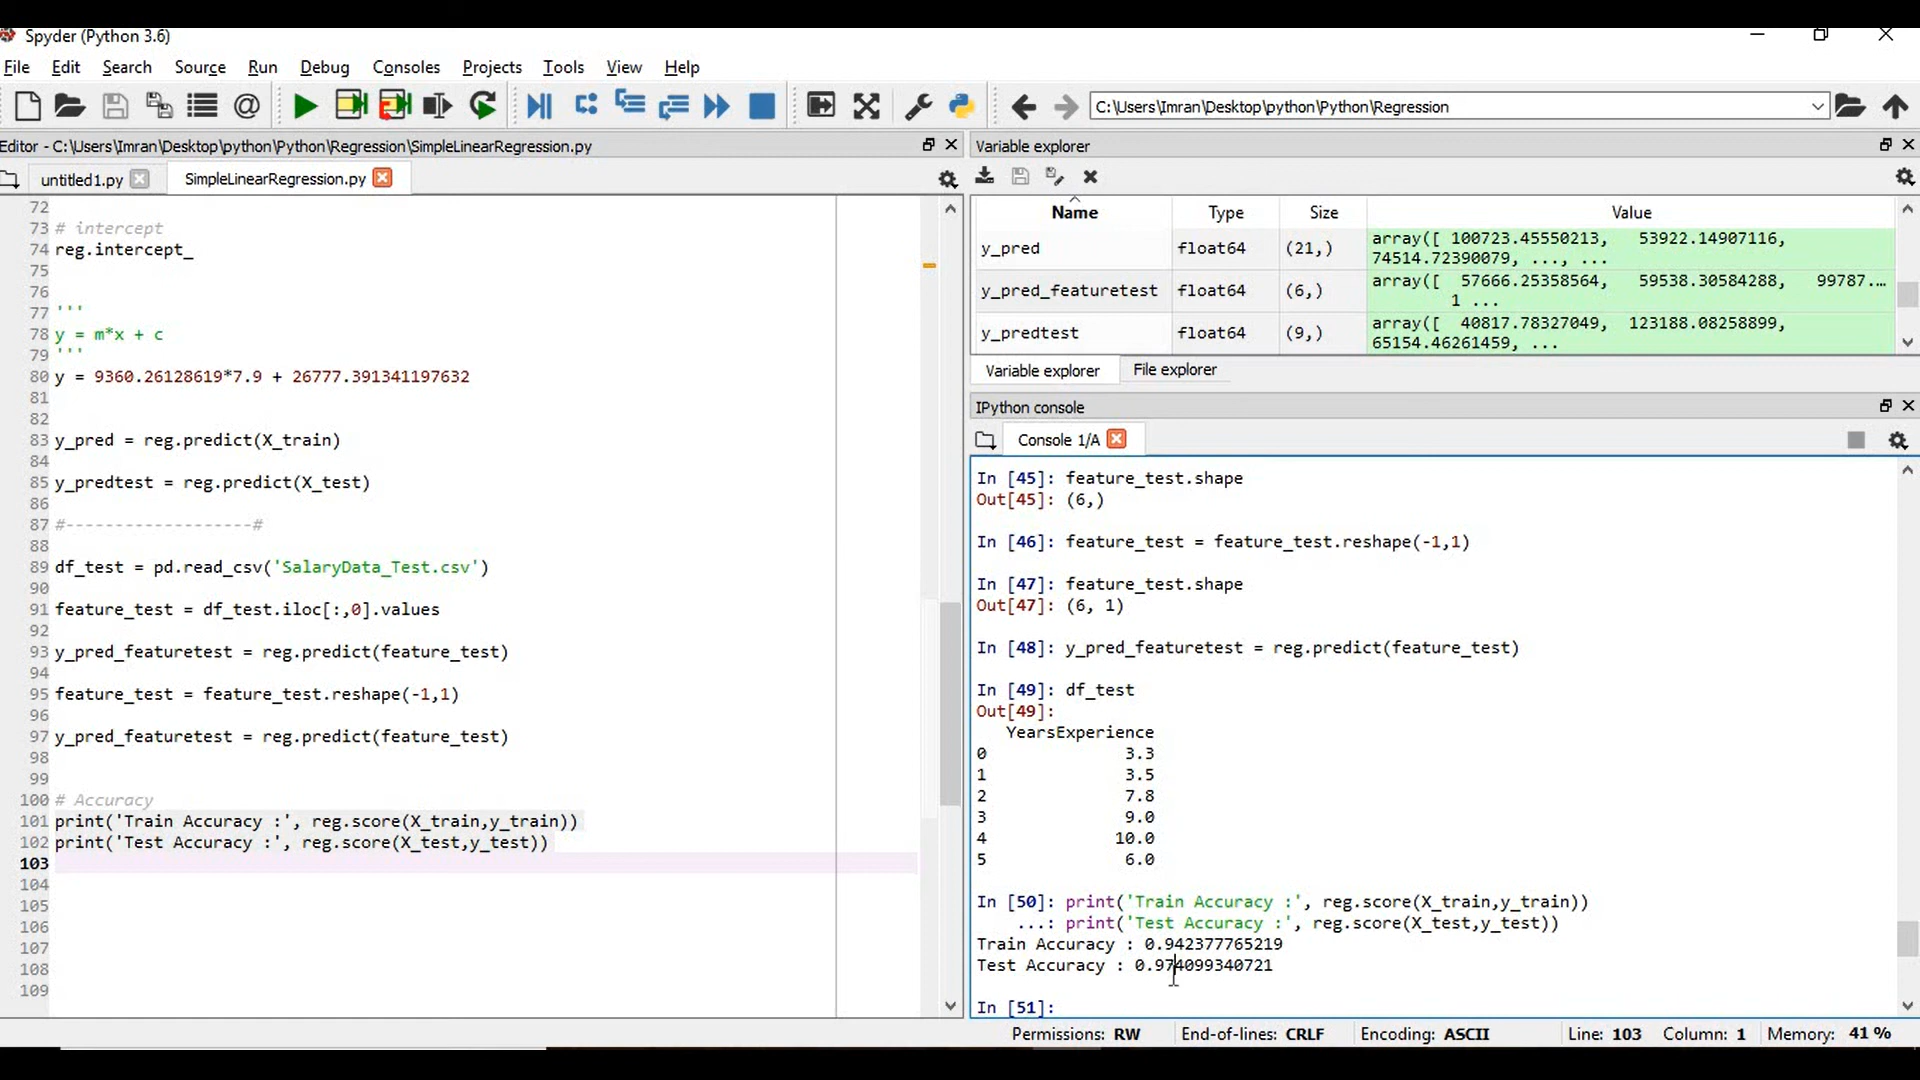 Spyder (Python 3.6)
File Edit Search Source Run Debug Consoles Projects Tools View Help
C:\Users\Imran\Desktop\python\Python\Regression
Editor - C:\Users\Imran\Desktop\python\Python\Regression\SimpleLinearRegression.py
untitled1.py SimpleLinearRegression.py
72
73 # intercept
74 reg.intercept_
75
76
77 '''
78 y = m*x + c
79 '''
80 y = 9360.26128619*7.9 + 26777.391341197632
81
82
83 y_pred = reg.predict(X_train)
84
85 y_predtest = reg.predict(X_test)
86
87 #-------------------#
88
89 df_test = pd.read_csv('SalaryData_Test.csv')
90
91 feature_test = df_test.iloc[:,0].values
92
93 y_pred_featuretest = reg.predict(feature_test)
94
95 feature_test = feature_test.reshape(-1,1)
96
97 y_pred_featuretest = reg.predict(feature_test)
98
99
100 # Accuracy
101 print('Train Accuracy :', reg.score(X_train,y_train))
102 print('Test Accuracy :', reg.score(X_test,y_test))
103
104
105
106
107
108
109
Variable explorer
Name Type Size Value
y_pred float64 (21,) array([ 100723.45550213, 53922.14907116,
74514.72390079, ..., ...
y_pred_featuretest float64 (6,) array([ 57666.25358564, 59538.30584288, 99787.…
1 ...
y_predtest float64 (9,) array([ 40817.78327049, 123188.08258899,
65154.46261459, ...
Variable explorer File explorer
IPython console
Console 1/A
In [45]: feature_test.shape
Out[45]: (6,)
In [46]: feature_test = feature_test.reshape(-1,1)
In [47]: feature_test.shape
Out[47]: (6, 1)
In [48]: y_pred_featuretest = reg.predict(feature_test)
In [49]: df_test
Out[49]:
YearsExperience
0 3.3
1 3.5
2 7.8
3 9.0
4 10.0
5 6.0
In [50]: print('Train Accuracy :', reg.score(X_train,y_train))
...: print('Test Accuracy :', reg.score(X_test,y_test))
Train Accuracy : 0.942377765219
Test Accuracy : 0.974099340721
In [51]:
Permissions: RW End-of-lines: CRLF Encoding: ASCII Line: 103 Column: 1 Memory: 41 %